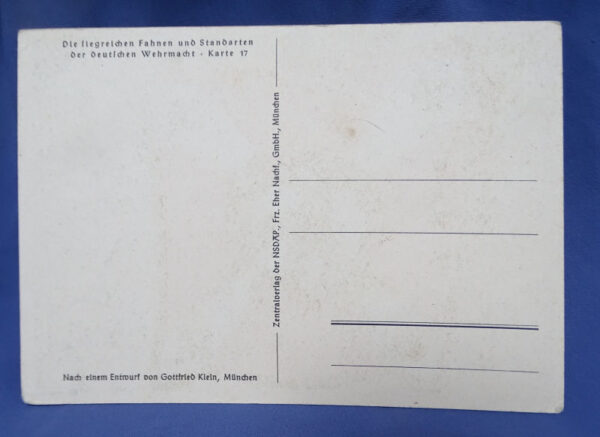 Die siegreichen Fahnen und Standarten
der deutschen Wehrmacht · Karte 17
Zentralverlag der NSDAP., Frz. Eher Nachf., GmbH., München
Nach einem Entwurf von Gottfried Klein, München